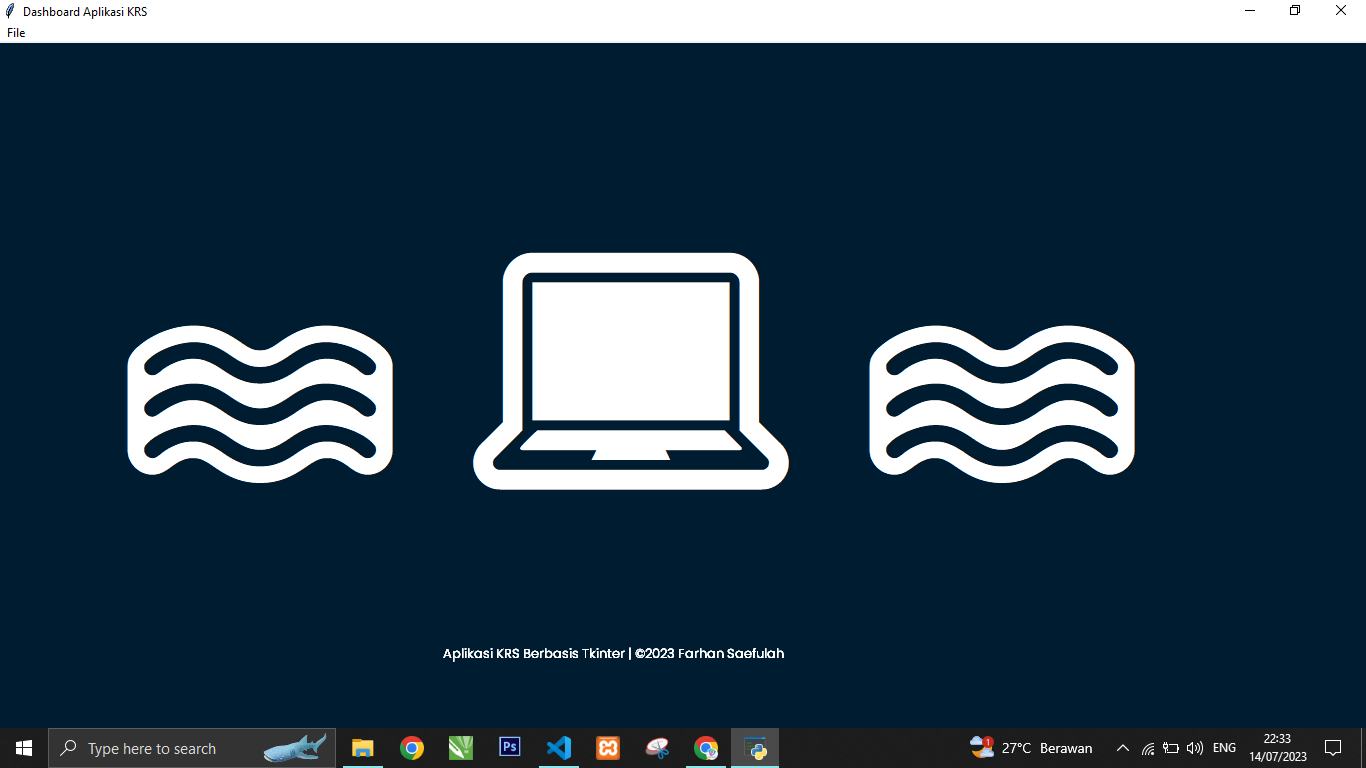 Dashboard Aplikasi KRS
File
Aplikasi KRS Berbasis Tkinter | ©2023 Farhan Saefulah
Type here to search
Ps
1
27°C Berawan
ENG
22:33
14/07/2023